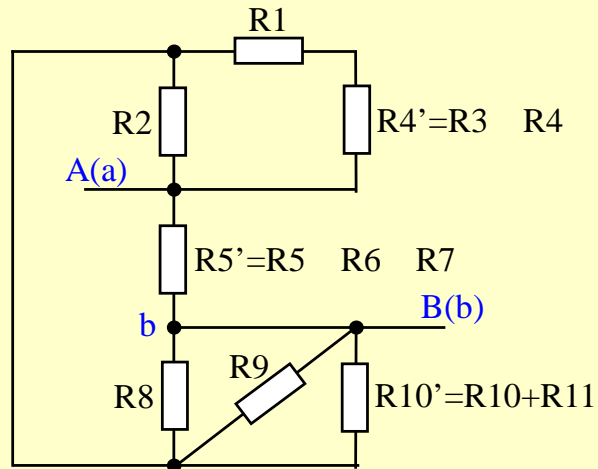 R1
R2
R4’=R3 R4
A(a)
R5’=R5 R6 R7
b
B(b)
R9
R8
R10’=R10+R11